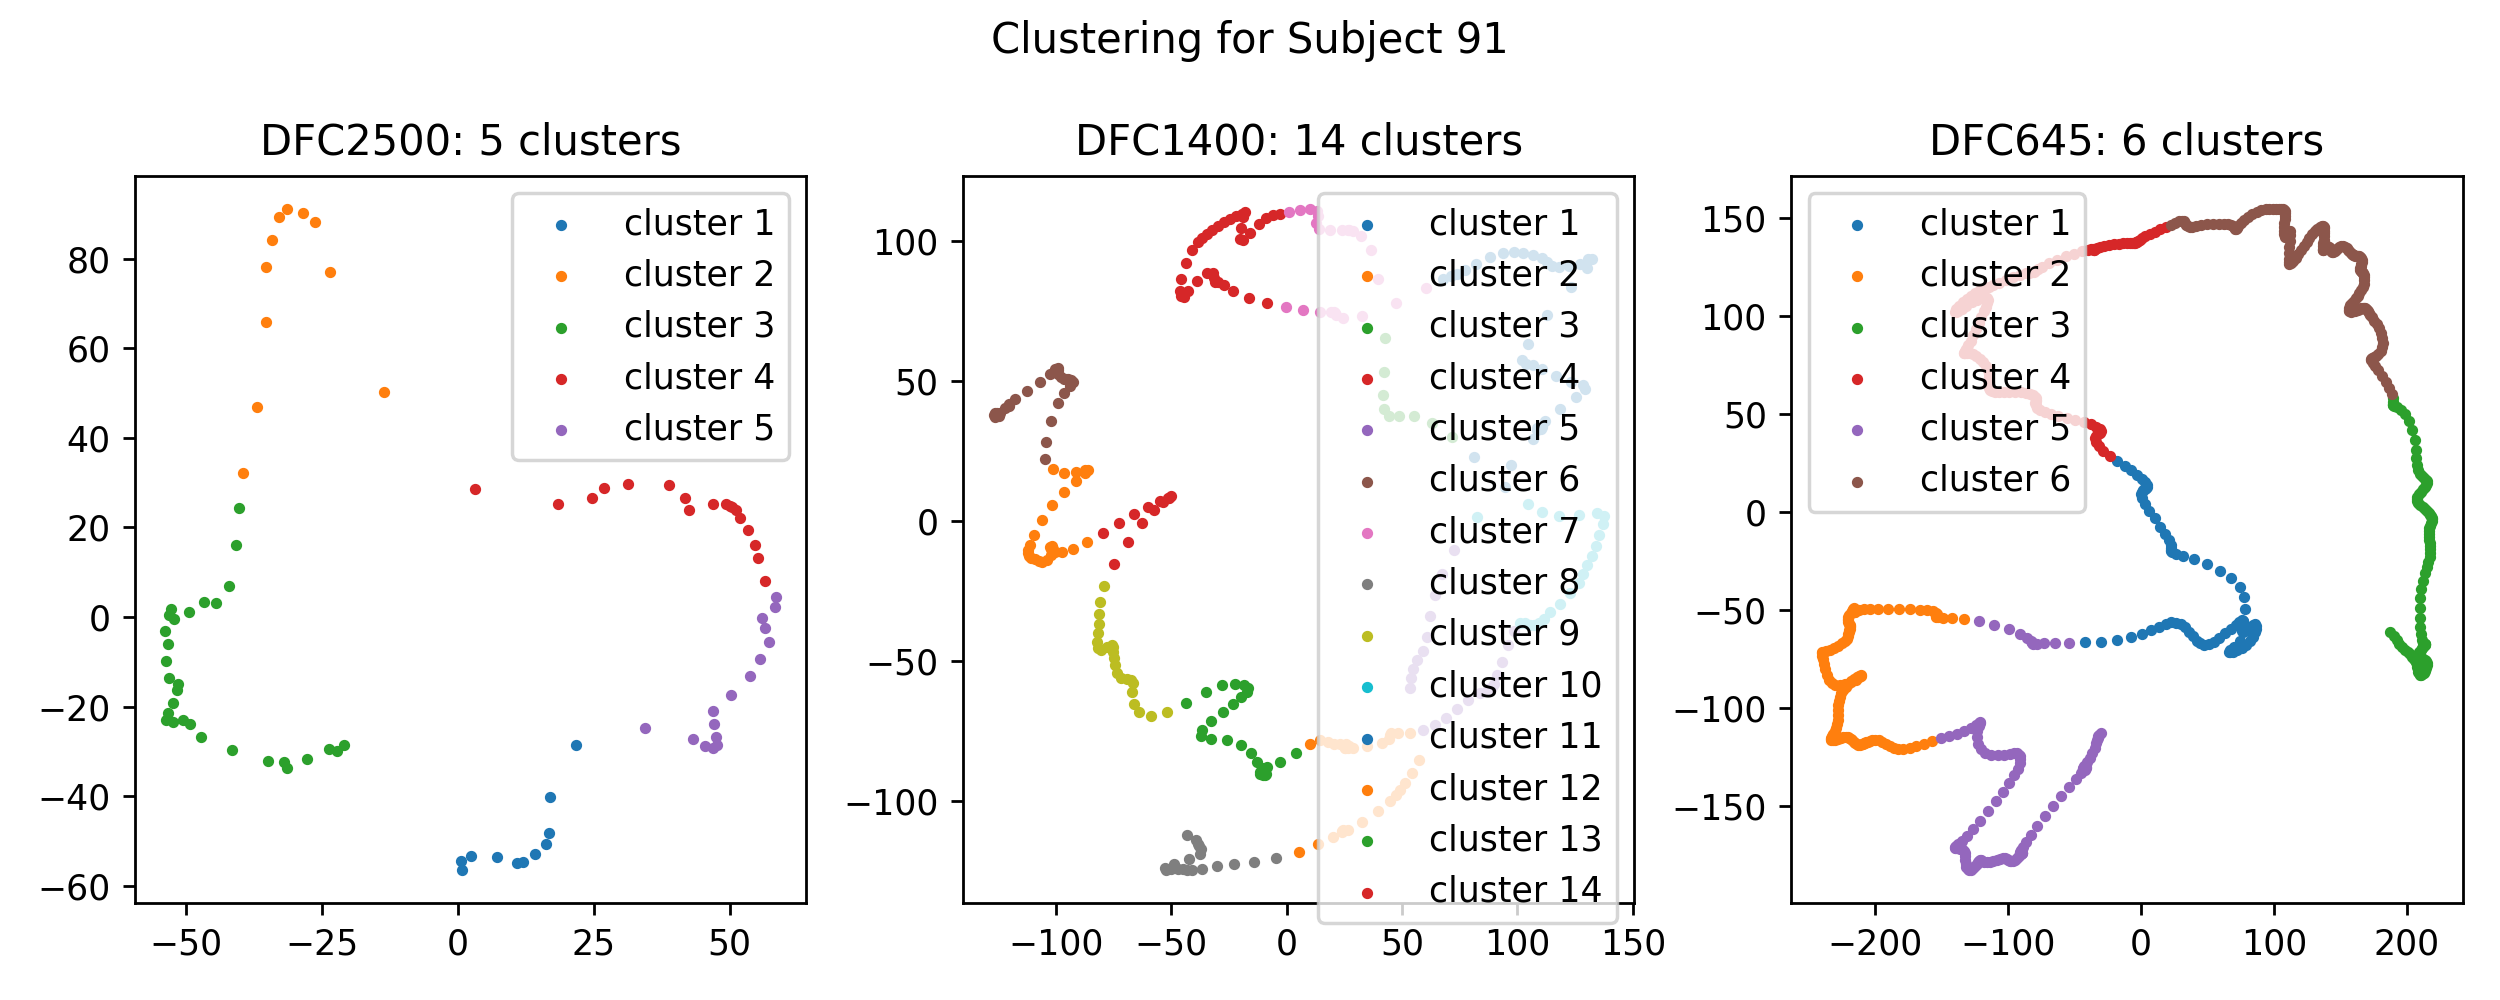 Clustering for Subject 91
DFC2500: 5 clusters
80
60
40
20
0
−20
−40
−60
−50
−25
0
25
50
cluster 1
cluster 2
cluster 3
cluster 4
cluster 5
DFC1400: 14 clusters
100
50
0
−50
−100
−100
−50
0
50
100
150
cluster 1
cluster 2
cluster 3
cluster 4
cluster 5
cluster 6
cluster 7
cluster 8
cluster 9
cluster 10
cluster 11
cluster 12
cluster 13
cluster 14
DFC645: 6 clusters
150
100
50
0
−50
−100
−150
−200
−100
0
100
200
cluster 1
cluster 2
cluster 3
cluster 4
cluster 5
cluster 6